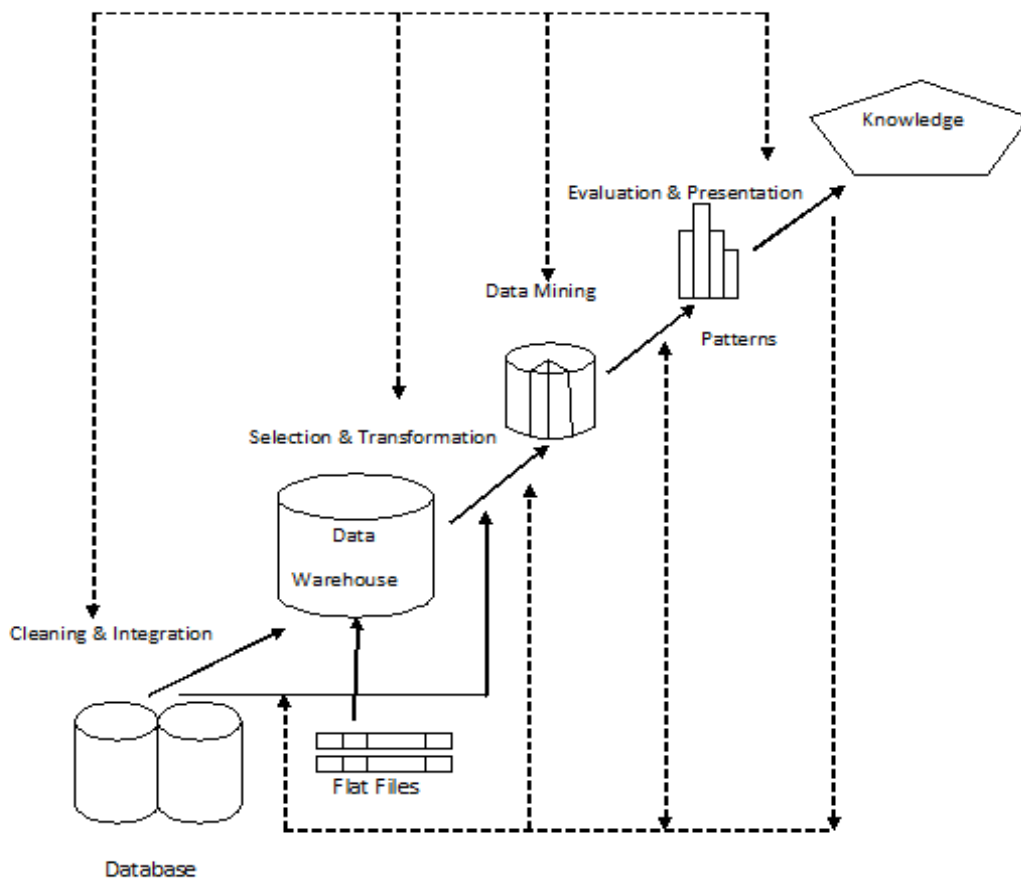 Knowledge
Evaluation & Presentation
Data Mining
Patterns
Selection & Transformation
Data
Warehouse
Cleaning & Integration
Flat Files
Database